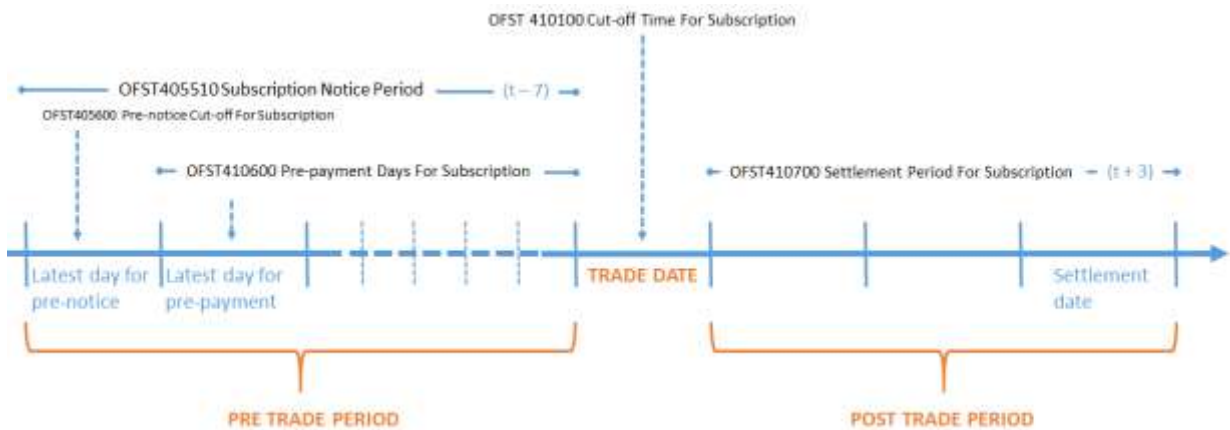 OFST 410100 Cut-off Time For Subscription
OFST405510 Subscription Notice Period (t – 7)
OFST405600 Pre-notice Cut-off For Subscription
OFST410600 Pre-payment Days For Subscription
OFST410700 Settlement Period For Subscription (t + 3)
Latest day for pre-notice
Latest day for pre-payment
TRADE DATE
Settlement date
PRE TRADE PERIOD
POST TRADE PERIOD